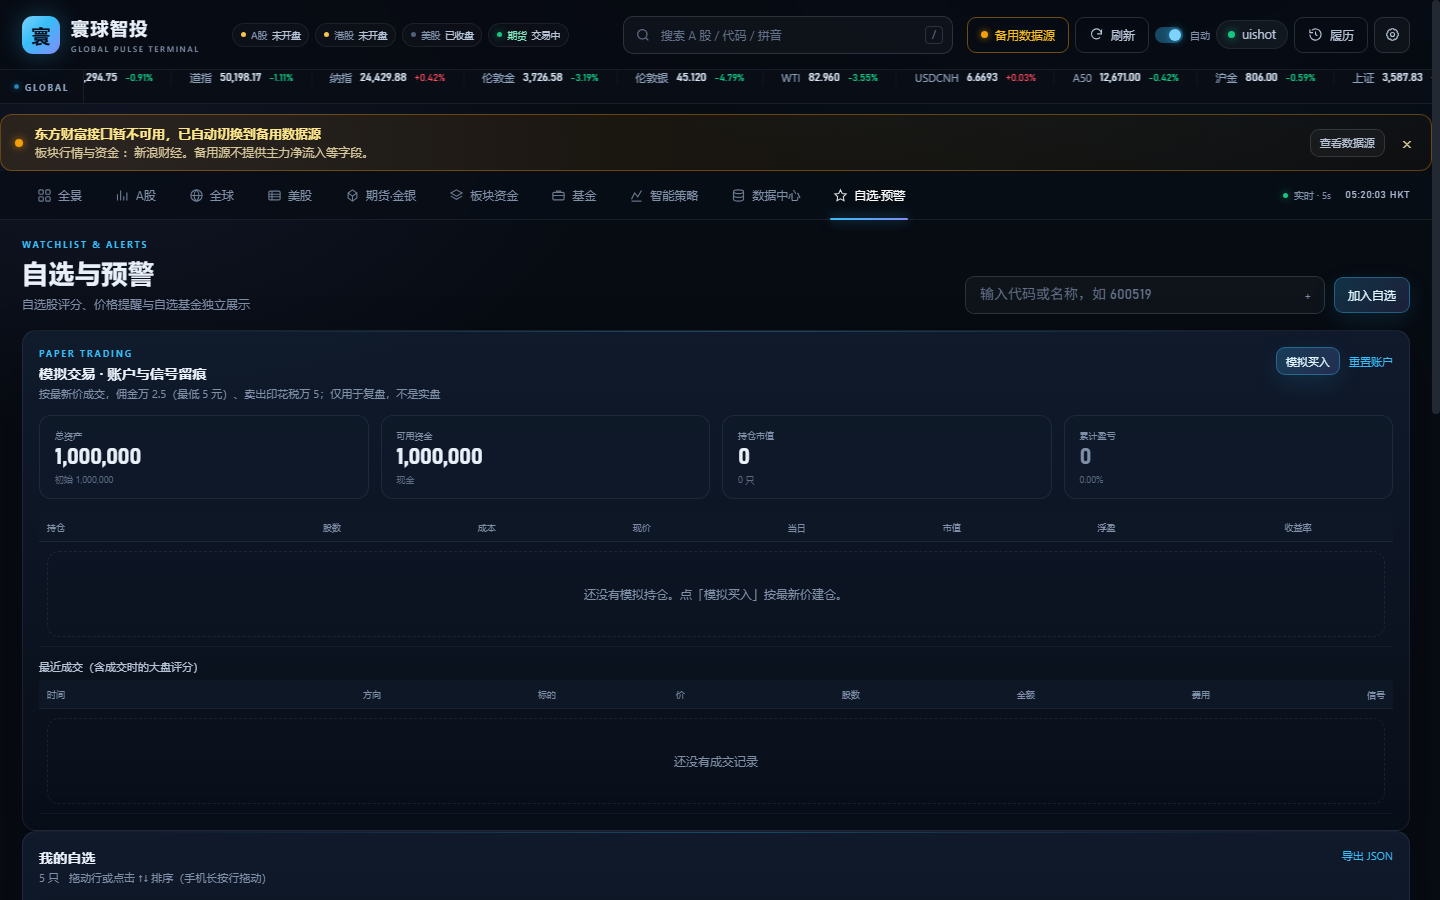 寰 寰球智投
GLOBAL PULSE TERMINAL
A股 未开盘 港股 未开盘 美股 已收盘 期货 交易中
搜索 A 股 / 代码 / 拼音 /
备用数据源 刷新 自动 uishot 履历
GLOBAL ,294.75 -0.91% 道指 50,198.17 -1.11% 纳指 24,429.88 +0.42% 伦敦金 3,726.58 -3.19% 伦敦银 45.120 -4.79% WTI 82.960 -3.55% USDCNH 6.6693 +0.03% A50 12,671.00 -0.42% 沪金 806.00 -0.59% 上证 3,587.83
东方财富接口暂不可用，已自动切换到备用数据源
板块行情与资金： 新浪财经。备用源不提供主力净流入等字段。
查看数据源 ×
全景 A股 全球 美股 期货·金银 板块资金 基金 智能策略 数据中心 自选·预警
实时 · 5s 05:20:03 HKT
WATCHLIST & ALERTS
自选与预警
自选股评分、价格提醒与自选基金独立展示
输入代码或名称，如 600519 + 加入自选
PAPER TRADING
模拟交易 · 账户与信号留痕
按最新价成交，佣金万 2.5（最低 5 元）、卖出印花税万 5；仅用于复盘，不是实盘
模拟买入 重置账户
总资产 可用资金 持仓市值 累计盈亏
1,000,000 1,000,000 0 0
初始 1,000,000 现金 0 只 0.00%
持仓 股数 成本 现价 当日 市值 浮盈 收益率
还没有模拟持仓。点「模拟买入」按最新价建仓。
最近成交（含成交时的大盘评分）
时间 方向 标的 价 股数 金额 费用 信号
还没有成交记录
我的自选 导出 JSON
5 只 拖动行或点击 ↑↓ 排序（手机长按行拖动）